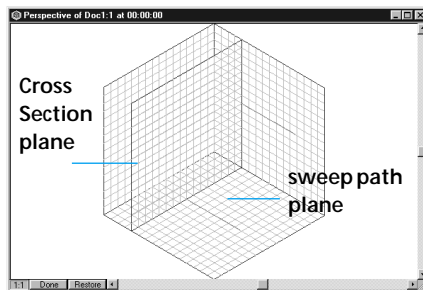 Perspective of Doc1:1 at 00:00:00
Cross
Section
plane
sweep path
plane
1:1 Done Restore